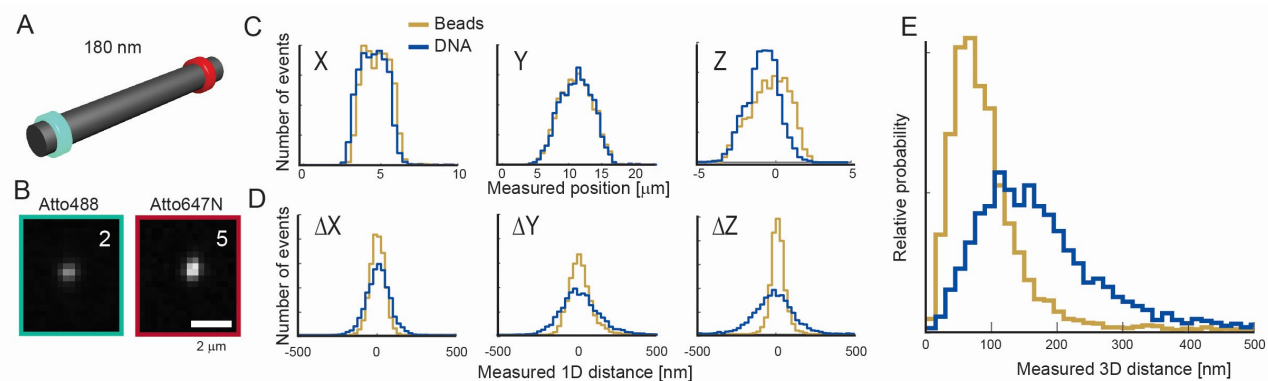 A
180 nm
B
Atto488
2
Atto647N
5
2 μm
C
Beads
DNA
Number of events
X
Y
Z
0
5
10
0
5
10
15
20
-5
0
5
Measured position [μm]
D
Number of events
ΔX
ΔY
ΔZ
-500
0
500
-500
0
500
-500
0
500
Measured 1D distance [nm]
E
Relative probability
0
100
200
300
400
500
Measured 3D distance [nm]